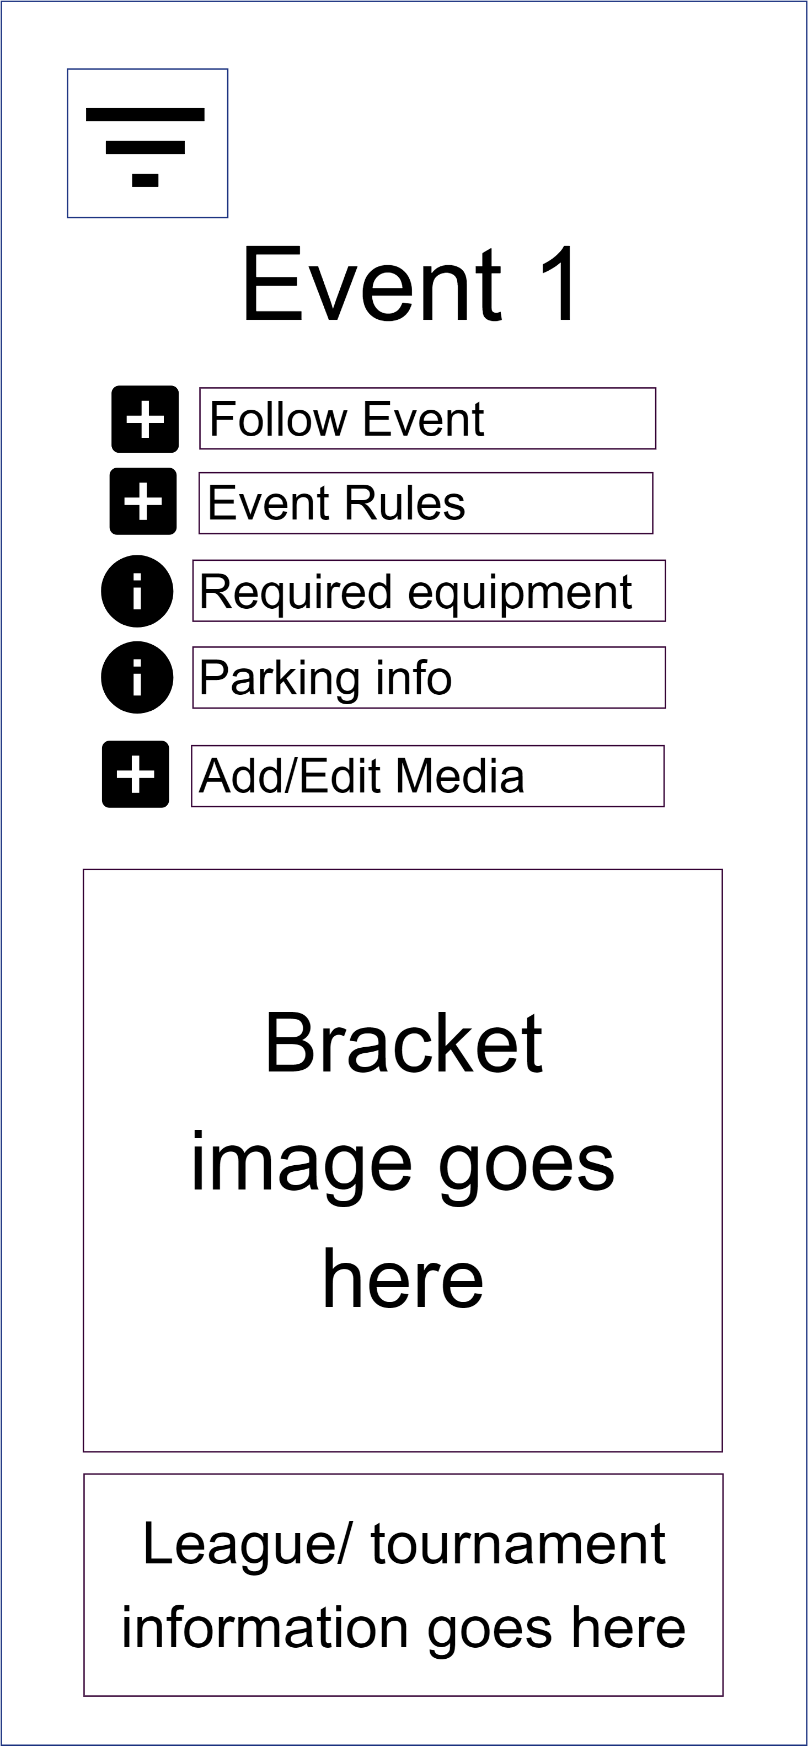 Event 1
Follow Event
Event Rules
Required equipment
Parking info
Add/Edit Media
Bracket
image goes
here
League/ tournament
information goes here